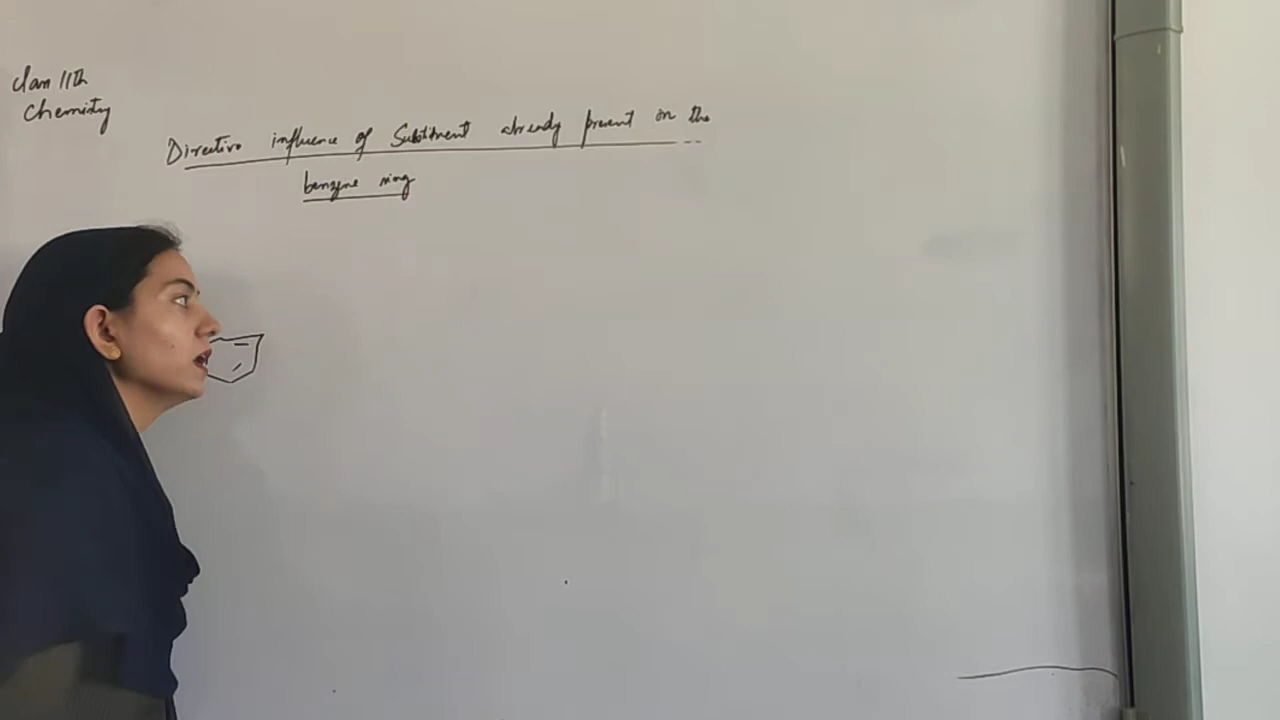 Class 11th
Chemistry
Directive influence of Substituent already present on the
benzene ring